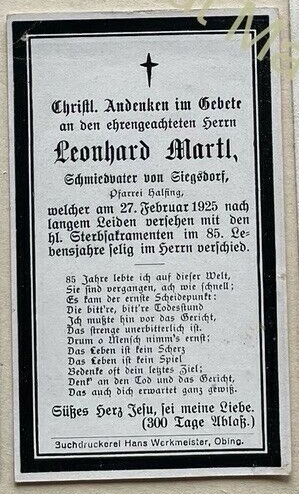 Christl. Andenken im Gebete
an den ehrengeachteten Herrn
Leonhard Martl,
Schmiedvater von Siegsdorf,
Pfarrei Halfing,
welcher am 27. Februar 1925 nach
langem Leiden versehen mit den
hl. Sterbsakramenten im 85. Le-
bensjahre selig im Herrn verschied.
85 Jahre lebte ich auf dieser Welt,
Sie sind vergangen, ach wie schnell;
Es kam der ernste Scheidepunkt:
Die bitt're, bitt're Todesstund
Ich mußte hin vor das Gericht,
Das strenge unerbittlich ist.
Drum o Mensch nimm's ernst;
Das Leben ist kein Scherz
Das Leben ist kein Spiel
Bedenke oft dein letztes Ziel;
Denk' an den Tod und das Gericht,
Das auch dich erwartet ganz gewiß.
Süßes Herz Jesu, sei meine Liebe.
(300 Tage Ablaß.)
Buchdruckerei Hans Werkmeister, Obing.